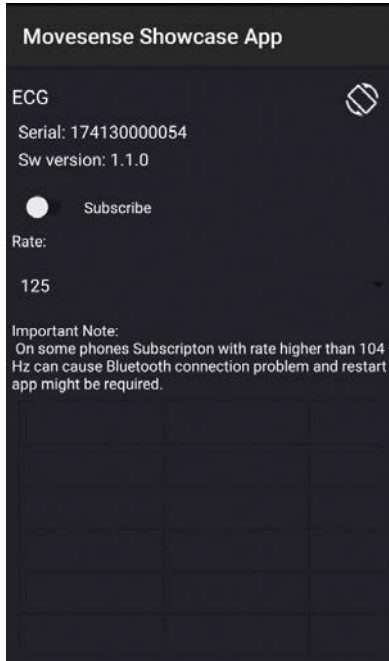 Movesense Showcase App
ECG
Serial: 174130000054
Sw version: 1.1.0
Subscribe
Rate:
125
Important Note:
On some phones Subscripton with rate higher than 104
Hz can cause Bluetooth connection problem and restart
app might be required.